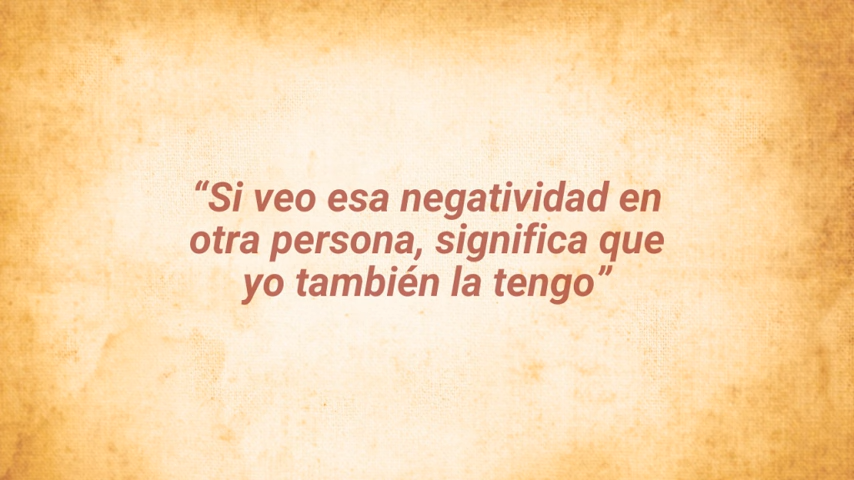 “Si veo esa negatividad en
otra persona, significa que
yo también la tengo”